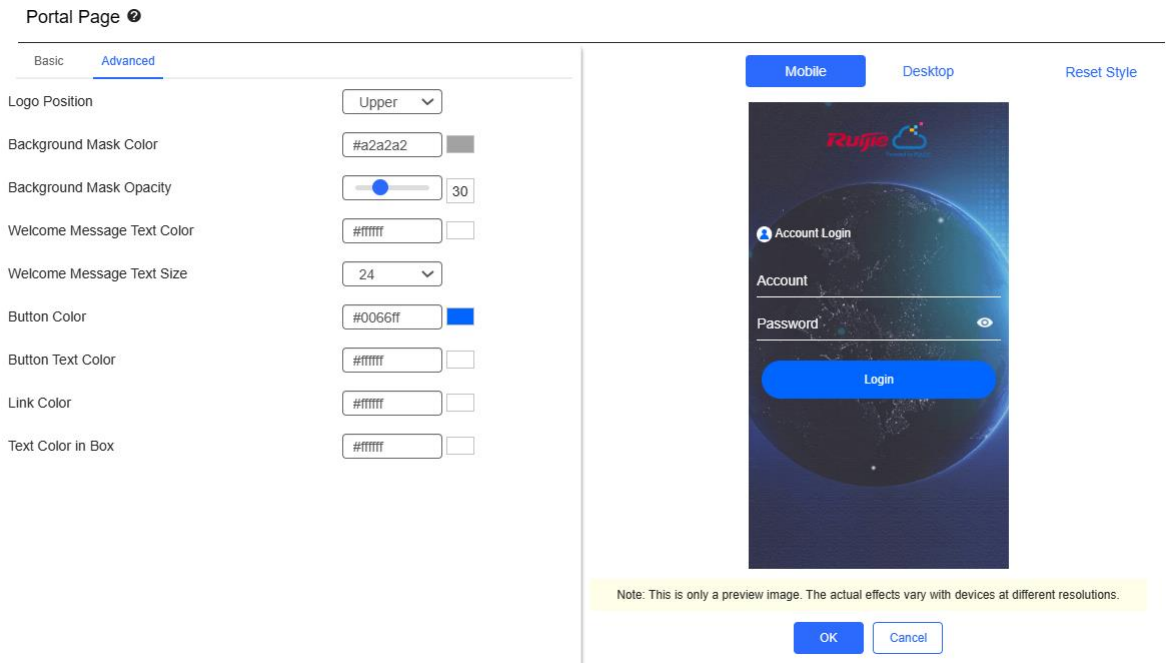 Portal Page
Basic Advanced
Mobile Desktop Reset Style
Logo Position Upper
Background Mask Color #a2a2a2
Background Mask Opacity 30
Welcome Message Text Color #ffffff
Welcome Message Text Size 24
Button Color #0066ff
Button Text Color #ffffff
Link Color #ffffff
Text Color in Box #ffffff
Ruijie
Account Login
Account
Password
Login
Note: This is only a preview image. The actual effects vary with devices at different resolutions.
OK Cancel